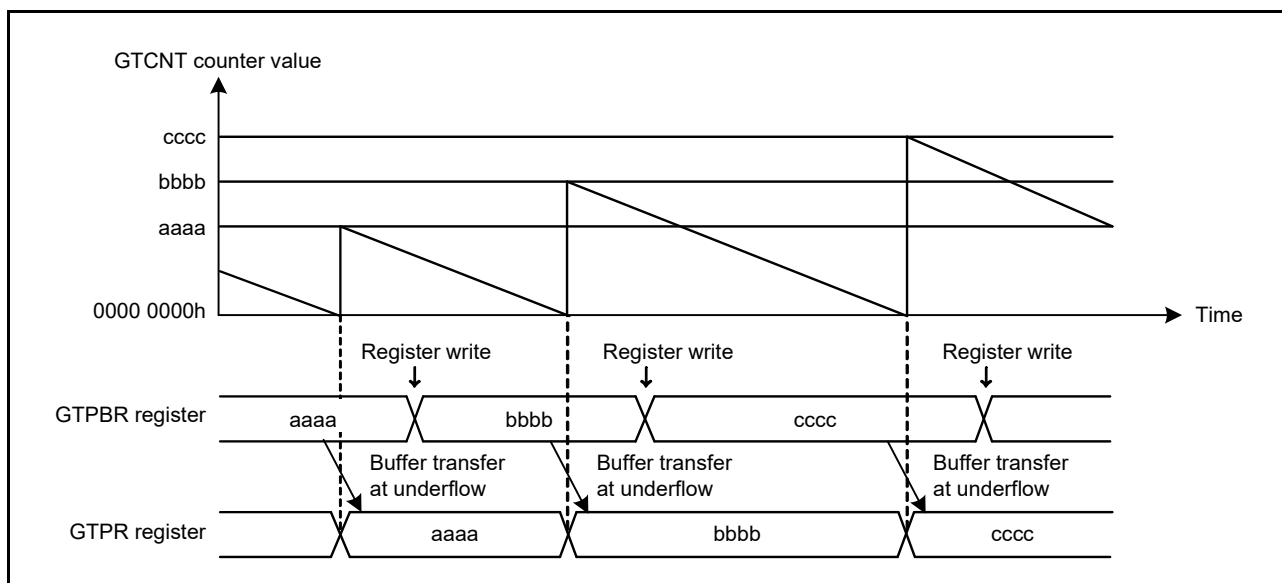 GTCNT counter value
cccc
bbbb
aaaa
0000 0000h
Time
Register write
Register write
Register write
GTPBR register
aaaa
bbbb
cccc
Buffer transfer
at underflow
Buffer transfer
at underflow
Buffer transfer
at underflow
GTPR register
aaaa
bbbb
cccc